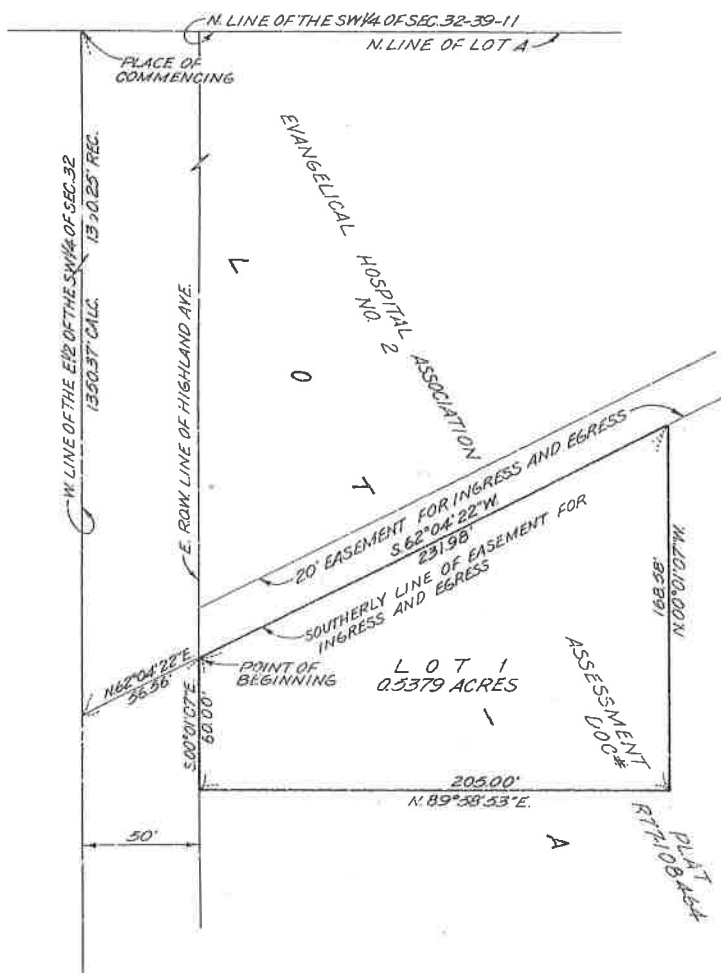 N. LINE OF THE SW1/4 OF SEC. 32-39-11
N. LINE OF LOT A
PLACE OF
COMMENCING
W. LINE OF THE E1/2 OF THE SW1/4 OF SEC. 32
1350.37' CALC.
REC.
E. R.O.W. LINE OF HIGHLAND AVE.
EVANGELICAL HOSPITAL ASSOCIATION
NO. 2
L O T
20' EASEMENT FOR INGRESS AND EGRESS
S. 62°04'22" W.
231.98'
SOUTHERLY LINE OF EASEMENT FOR
INGRESS AND EGRESS
N. 62°04'22" E.
56.56'
POINT OF
BEGINNING
S. 00°01'07" E.
60.00'
LOT 1
0.5379 ACRES
168.58'
N. 00°01'07" W.
ASSESSMENT
DOC#
205.00'
N. 89°58'53" E.
50'
A
PLAT
R77-108464